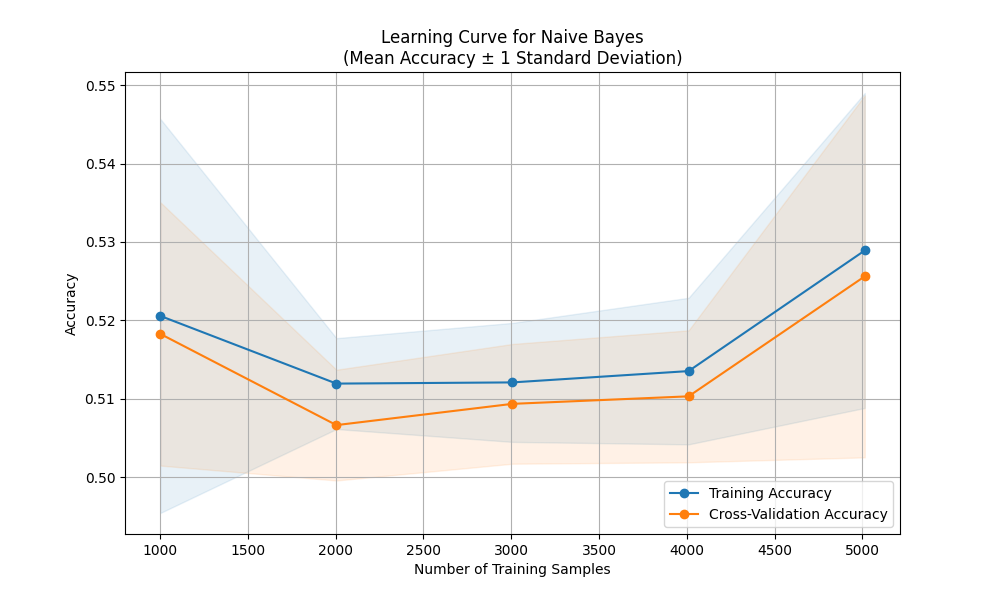 Learning Curve for Naive Bayes
(Mean Accuracy ± 1 Standard Deviation)
Accuracy
0.55
0.54
0.53
0.52
0.51
0.50
Training Accuracy
Cross-Validation Accuracy
1000 1500 2000 2500 3000 3500 4000 4500 5000
Number of Training Samples